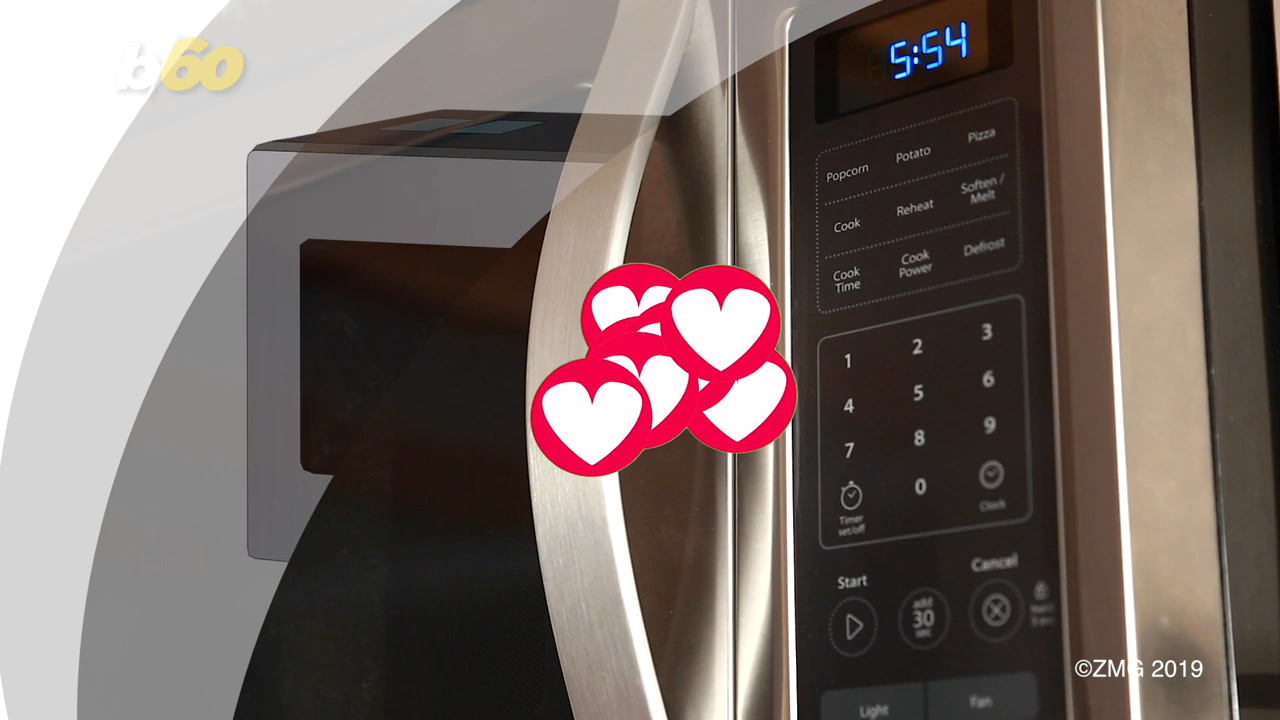 b60
5:54
Popcorn Potato Pizza
Cook Reheat Soften / Melt
Cook Time Cook Power Defrost
1 2 3
4 5 6
7 8 9
Timer set/off 0 Clock
Start Cancel
add 30 sec
Light Fan
©ZMG 2019